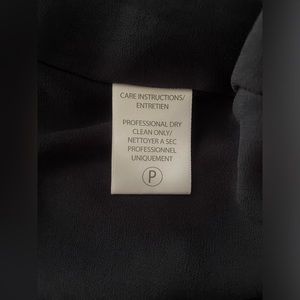 CARE INSTRUCTIONS/
ENTRETIEN
PROFESSIONAL DRY
CLEAN ONLY/
NETTOYER A SEC
PROFESSIONNEL
UNIQUEMENT
P